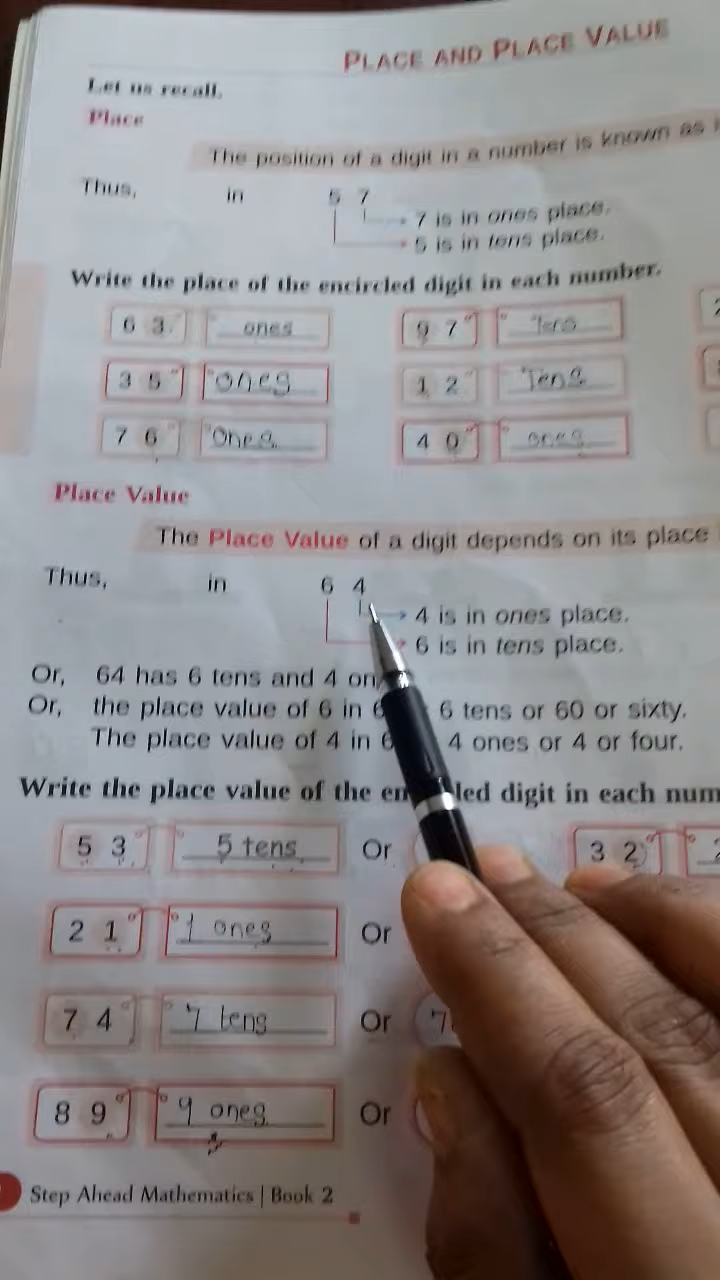 PLACE AND PLACE VALUE
Let us recall.
Place
The position of a digit in a number is known as
Thus, in 5 7
7 is in ones place.
5 is in tens place.
Write the place of the encircled digit in each number.
6 3 ones 9 7 Tens
3 5 ones 1 2 Tens
7 6 Ones 4 0 ones
Place Value
The Place Value of a digit depends on its place
Thus, in 6 4
4 is in ones place.
6 is in tens place.
Or, 64 has 6 tens and 4 on
Or, the place value of 6 in 6 6 tens or 60 or sixty.
The place value of 4 in 6 4 ones or 4 or four.
Write the place value of the en led digit in each num
5 3 5 tens Or 3 2
2 1 1 ones Or
7 4 7 tens Or 7
8 9 9 ones Or
Step Ahead Mathematics | Book 2